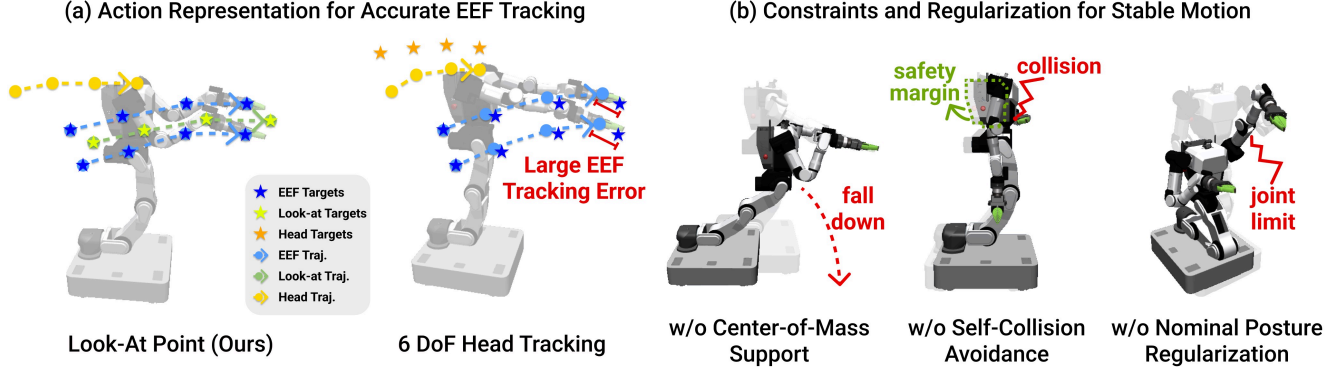 (a) Action Representation for Accurate EEF Tracking
Large EEF
Tracking Error
EEF Targets
Look-at Targets
Head Targets
EEF Traj.
Look-at Traj.
Head Traj.
Look-At Point (Ours)
6 DoF Head Tracking
(b) Constraints and Regularization for Stable Motion
fall
down
safety
margin
collision
joint
limit
w/o Center-of-Mass
Support
w/o Self-Collision
Avoidance
w/o Nominal Posture
Regularization